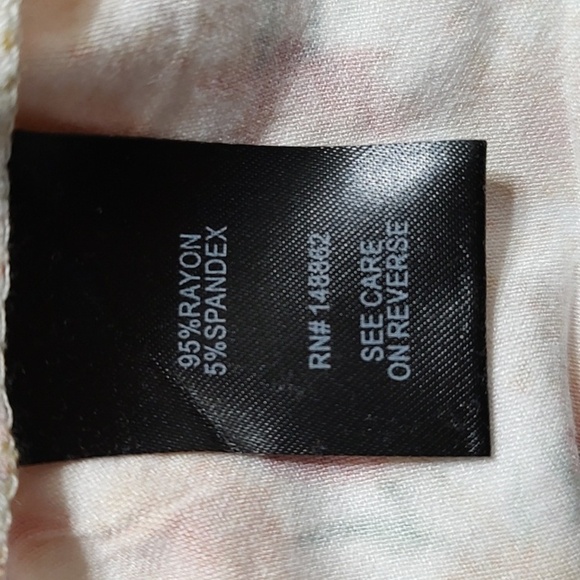 95%RAYON
5%SPANDEX
RN# 148862
SEE CARE
ON REVERSE